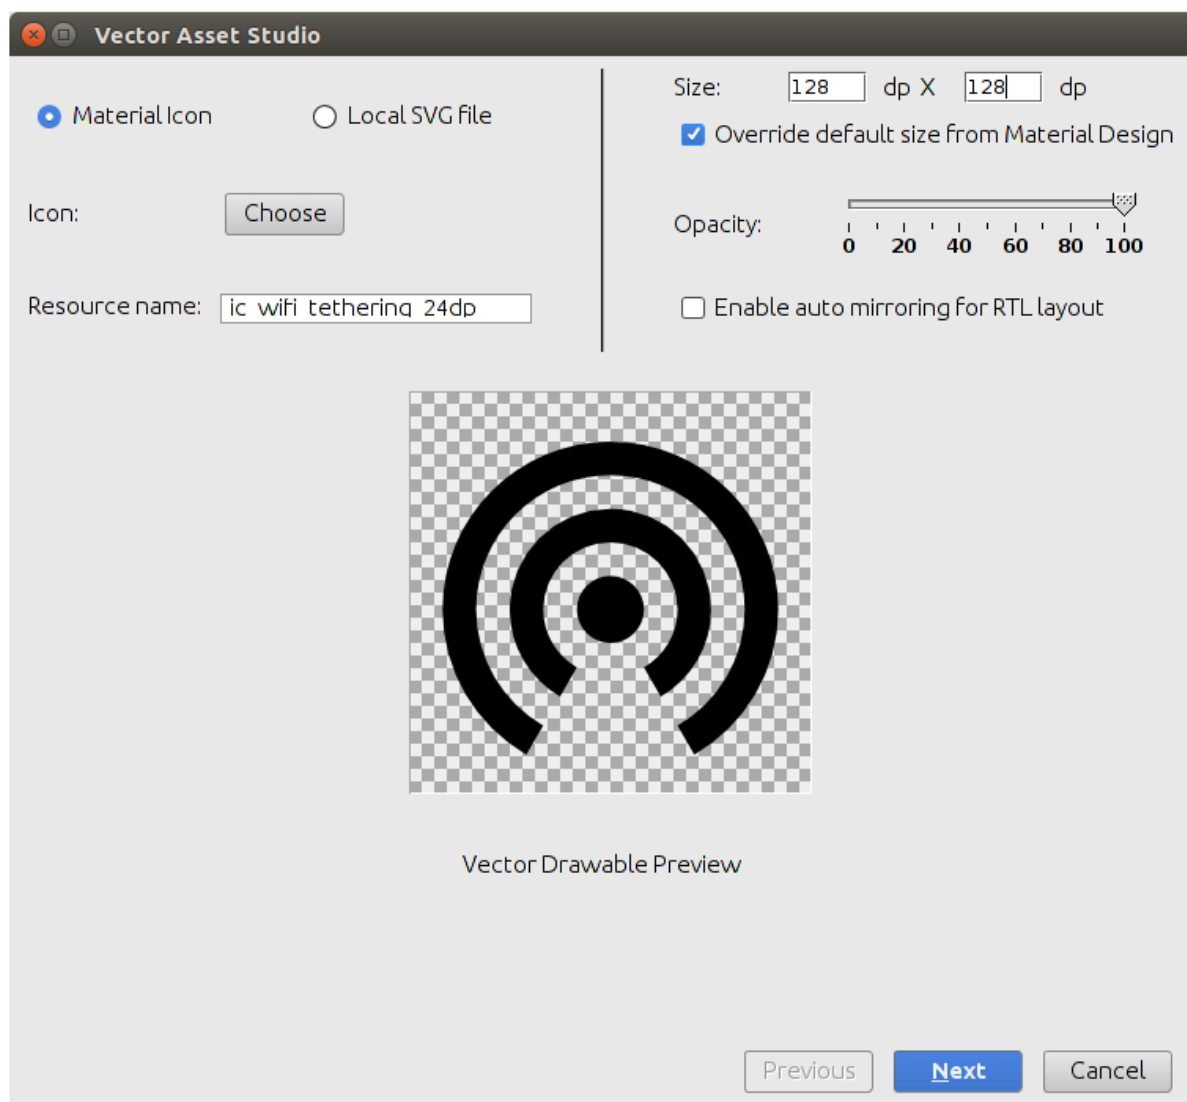 Vector Asset Studio
Material Icon
Local SVG file
Icon:
Choose
Resource name:
ic_wifi_tethering_24dp
Size:
128
dp X
128
dp
Override default size from Material Design
Opacity:
0 20 40 60 80 100
Enable auto mirroring for RTL layout
Vector Drawable Preview
Previous
Next
Cancel